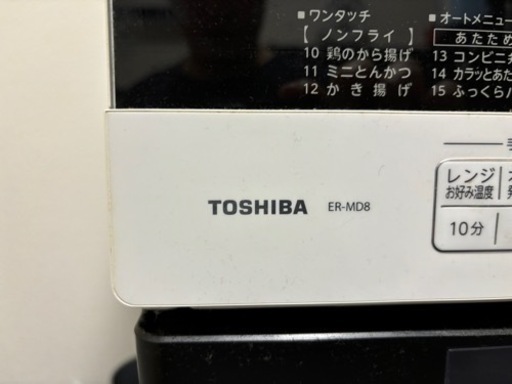 ■ワンタッチ
【ノンフライ】
10 鶏のから揚げ
11 ミニとんかつ
12 かき揚げ
■オートメニュー
あたため
13 コンビニ
14 カラッとあた
15 ふっくら
TOSHIBA ER-MD8
レンジ
お好み温度
10分